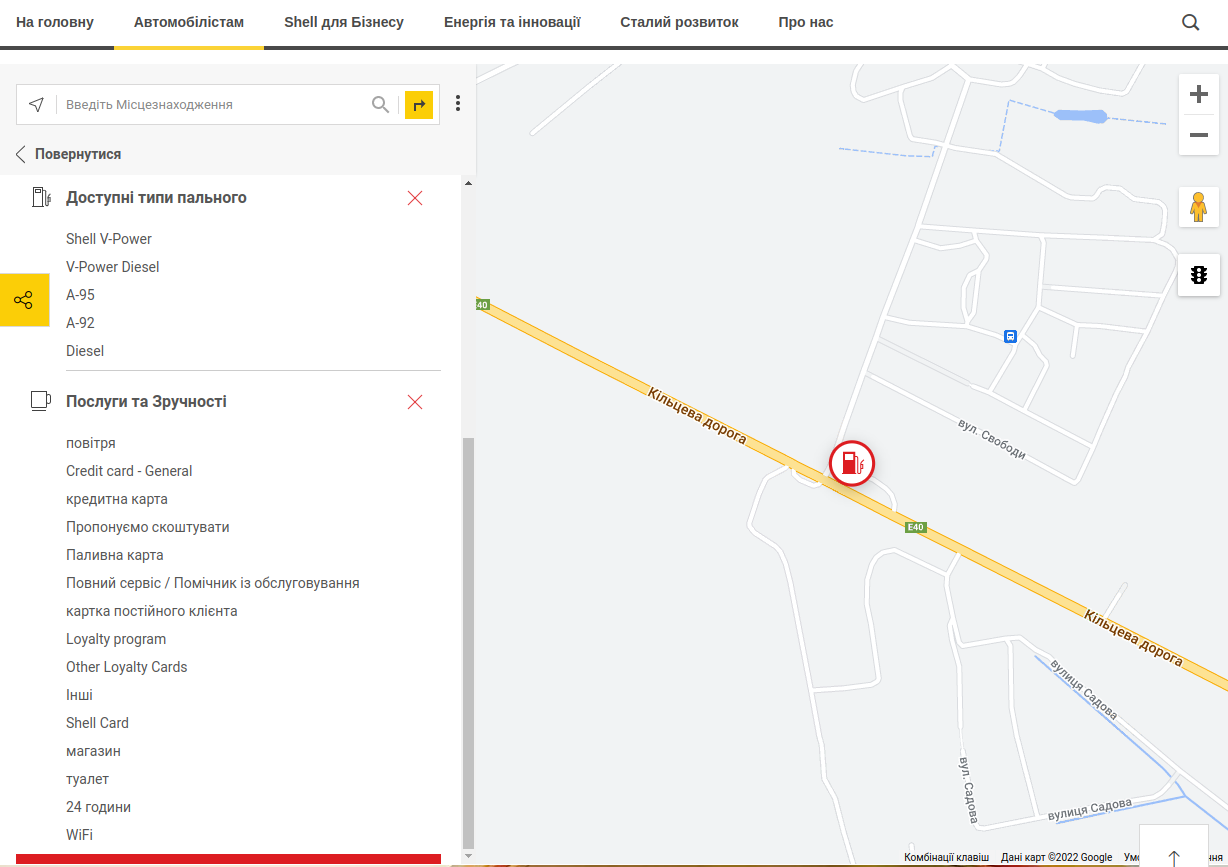 На головну
Автомобілістам
Shell для Бізнесу
Енергія та інновації
Сталий розвиток
Про нас
Введіть Місцезнаходження
Повернутися
Доступні типи пального
Shell V-Power
V-Power Diesel
А-95
А-92
Diesel
Послуги та Зручності
повітря
Credit card - General
кредитна карта
Пропонуємо скоштувати
Паливна карта
Повний сервіс / Помічник із обслуговування
картка постійного клієнта
Loyalty program
Other Loyalty Cards
Інші
Shell Card
магазин
туалет
24 години
WiFi
E40
Кільцева дорога
вул. Свободи
E40
Кільцева дорога
вулиця Садова
вул. Садова
вулиця Садова
Комбінації клавіш
Дані карт ©2022 Google